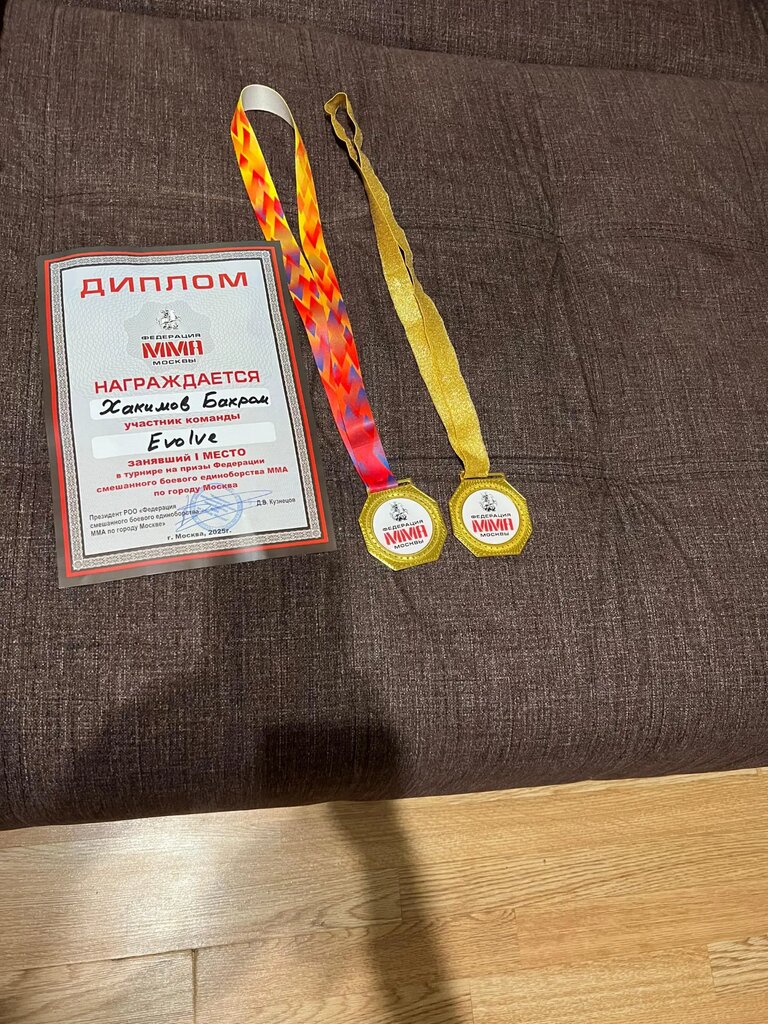 ДИПЛОМ
ФЕДЕРАЦИЯ
ММА
МОСКВЫ
НАГРАЖДАЕТСЯ
Хакимов Бахром
участник команды
Evolve
занявший I МЕСТО
в турнире на призы Федерации
смешанного боевого единоборства ММА
по городу Москва
Президент РОО «Федерация
смешанного боевого единоборства
ММА по городу Москве»
Д.В. Кузнецов
г. Москва, 2025г.
ФЕДЕРАЦИЯ
ММА
МОСКВЫ
ФЕДЕРАЦИЯ
ММА
МОСКВЫ